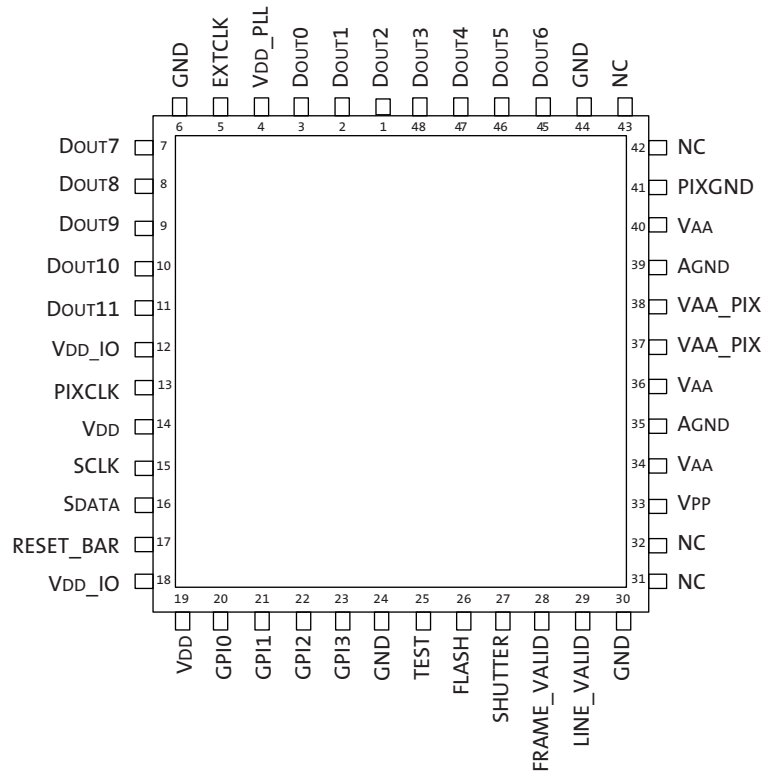 GND
EXTCLK
VDD_PLL
DOUT0
DOUT1
DOUT2
DOUT3
DOUT4
DOUT5
DOUT6
GND
NC
6 5 4 3 2 1 48 47 46 45 44 43
DOUT7 7
DOUT8 8
DOUT9 9
DOUT10 10
DOUT11 11
VDD_IO 12
PIXCLK 13
VDD 14
SCLK 15
SDATA 16
RESET_BAR 17
VDD_IO 18
42 NC
41 PIXGND
40 VAA
39 AGND
38 VAA_PIX
37 VAA_PIX
36 VAA
35 AGND
34 VAA
33 VPP
32 NC
31 NC
19 20 21 22 23 24 25 26 27 28 29 30
VDD
GPI0
GPI1
GPI2
GPI3
GND
TEST
FLASH
SHUTTER
FRAME_VALID
LINE_VALID
GND